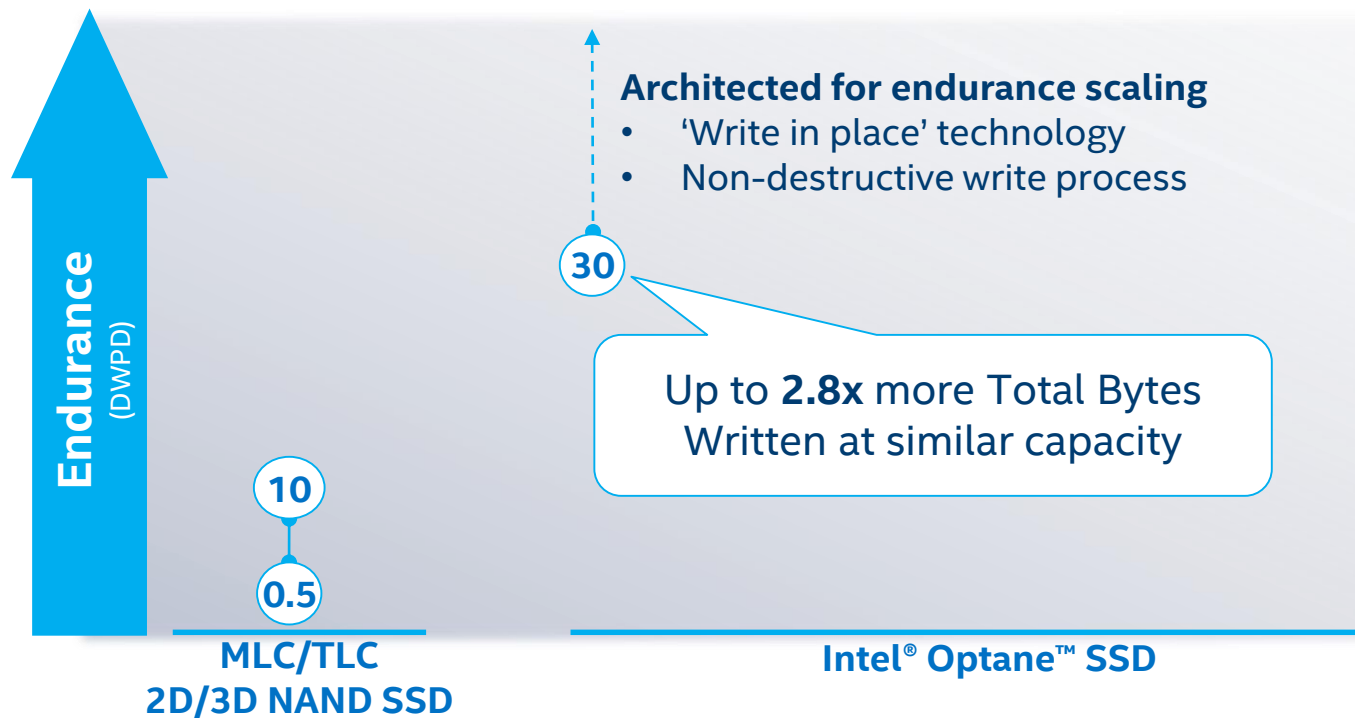 Endurance
(DWPD)
Architected for endurance scaling
• ‘Write in place’ technology
• Non-destructive write process
30
Up to 2.8x more Total Bytes
Written at similar capacity
10
0.5
MLC/TLC
2D/3D NAND SSD
Intel® Optane™ SSD